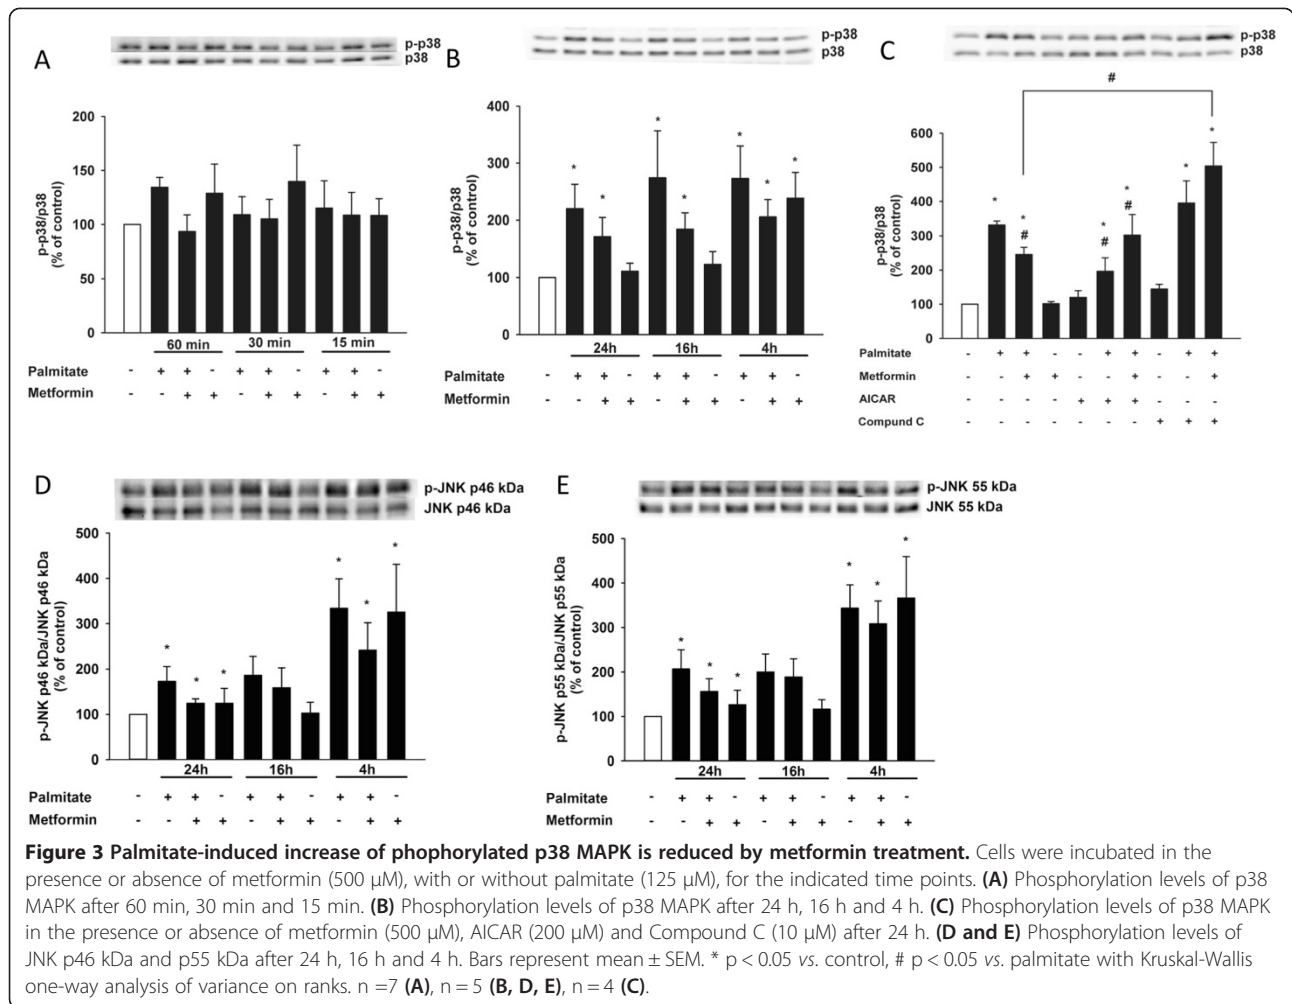 A
p-p38
p38
p-p38/p38
(% of control)
200
150
100
50
0
60 min 30 min 15 min
Palmitate - + + - + + - + + -
Metformin - - + + - + + - + +
B
p-p38
p38
p-p38/p38
(% of control)
400
300
200
100
0
* * * * * * *
24h 16h 4h
Palmitate - + + - + + - + + -
Metformin - - + + - + + - + +
C
p-p38
p38
#
p-p38/p38
(% of control)
600
500
400
300
200
100
0
* * # * # * # * *
Palmitate - + + - - + + - + +
Metformin - - + + - - + - - +
AICAR - - - - + + + - - -
Compund C - - - - - - - + + +
D
p-JNK p46 kDa
JNK p46 kDa
p-JNK p46 kDa/JNK p46 kDa
(% of control)
500
400
300
200
100
0
* * * * * *
24h 16h 4h
Palmitate - + + - + + - + + -
Metformin - - + + - + + - + +
E
p-JNK 55 kDa
JNK 55 kDa
p-JNK p55 kDa/JNK p55 kDa
(% of control)
500
400
300
200
100
0
* * * * * *
24h 16h 4h
Palmitate - + + - + + - + + -
Metformin - - + + - + + - + +
Figure 3 Palmitate-induced increase of phophorylated p38 MAPK is reduced by metformin treatment. Cells were incubated in the
presence or absence of metformin (500 μM), with or without palmitate (125 μM), for the indicated time points. (A) Phosphorylation levels of p38
MAPK after 60 min, 30 min and 15 min. (B) Phosphorylation levels of p38 MAPK after 24 h, 16 h and 4 h. (C) Phosphorylation levels of p38 MAPK
in the presence or absence of metformin (500 μM), AICAR (200 μM) and Compound C (10 μM) after 24 h. (D and E) Phosphorylation levels of
JNK p46 kDa and p55 kDa after 24 h, 16 h and 4 h. Bars represent mean ± SEM. * p < 0.05 vs. control, # p < 0.05 vs. palmitate with Kruskal-Wallis
one-way analysis of variance on ranks. n =7 (A), n = 5 (B, D, E), n = 4 (C).